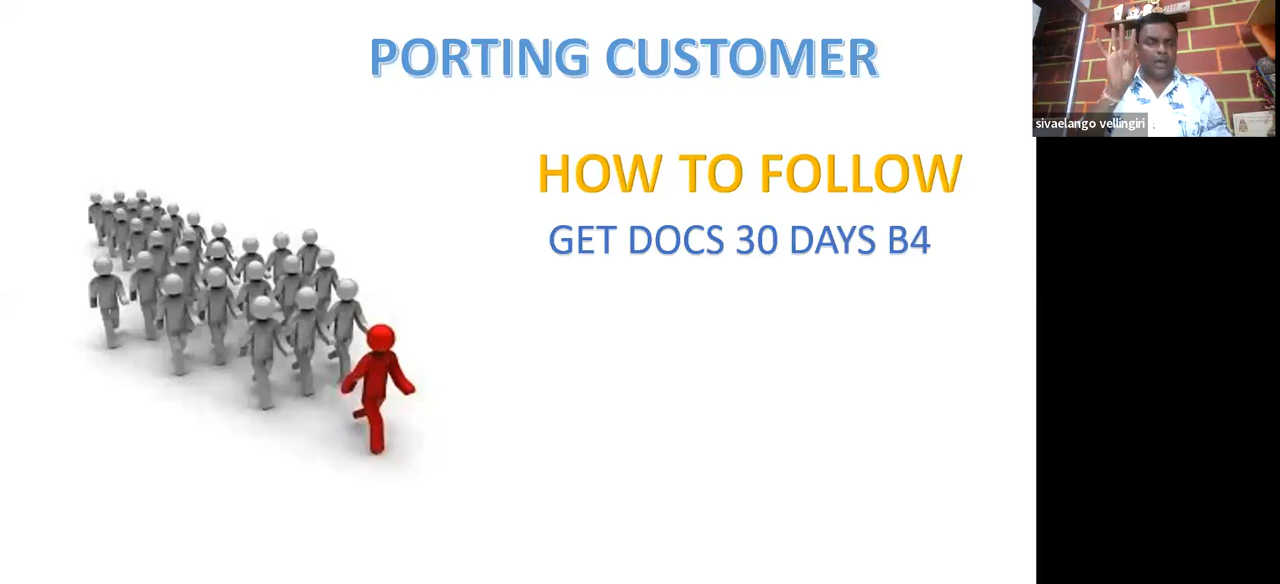 PORTING CUSTOMER
sivaelango vellingiri
HOW TO FOLLOW
GET DOCS 30 DAYS B4